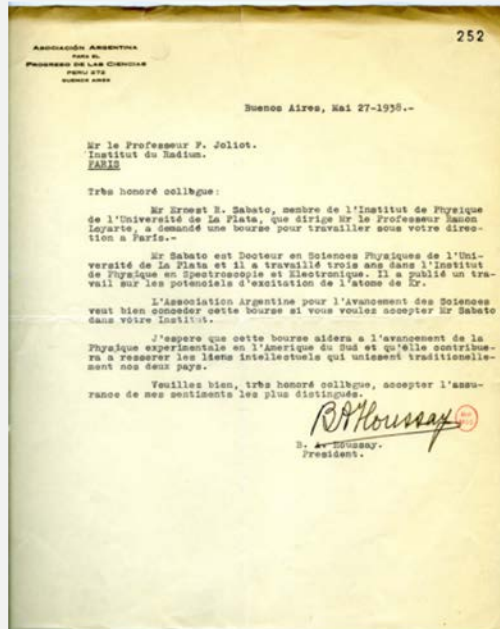 252
ASOCIACIÓN ARGENTINA
PARA EL
PROGRESO DE LAS CIENCIAS
PERU 272
BUENOS AIRES
Buenos Aires, Mai 27-1938.-
Mr le Professeur F. Joliot.
Institut du Radium.
PARIS
Très honoré collègue:
Mr Ernest R. Sabato, membre de l'Institut de Physique
de l'Université de La Plata, que dirige Mr le Professeur Ramon
Loyarte, a demandé une bourse pour travailler sous votre direc-
tion a Paris.-
Mr Sabato est Docteur en Sciences Physiques de l'Uni-
versité de La Plata et il a travaillé trois ans dans l'Institut
de Physique en Spectroscopie et Electronique. Il a publié un tra-
vail sur les potenciels d'excitation de l'atome de Kr.
L'Association Argentine pour l'Avancement des Sciences
veut bien conceder cette bourse si vous voulez accepter Mr Sabato
dans vôtre Institut.
J'espere que cette bourse aidera a l'avancement de la
Physique experimentale en l'Amerique du Sud et qu'elle contribue-
ra a resserer les liens intellectuels qui unissent traditionelle-
ment nos deux pays.
Veuillez bien, très honoré collègue, accepter l'assu-
rance de mes sentiments les plus distingués.
B A Houssay
B. A. Houssay.
President.